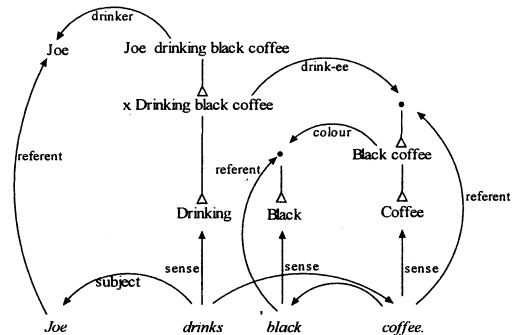 drinker
Joe Joe drinking black coffee
drink-ee
x Drinking black coffee
colour
referent referent Black coffee
referent
Drinking Black Coffee
sense sense sense
subject
Joe drinks black coffee.